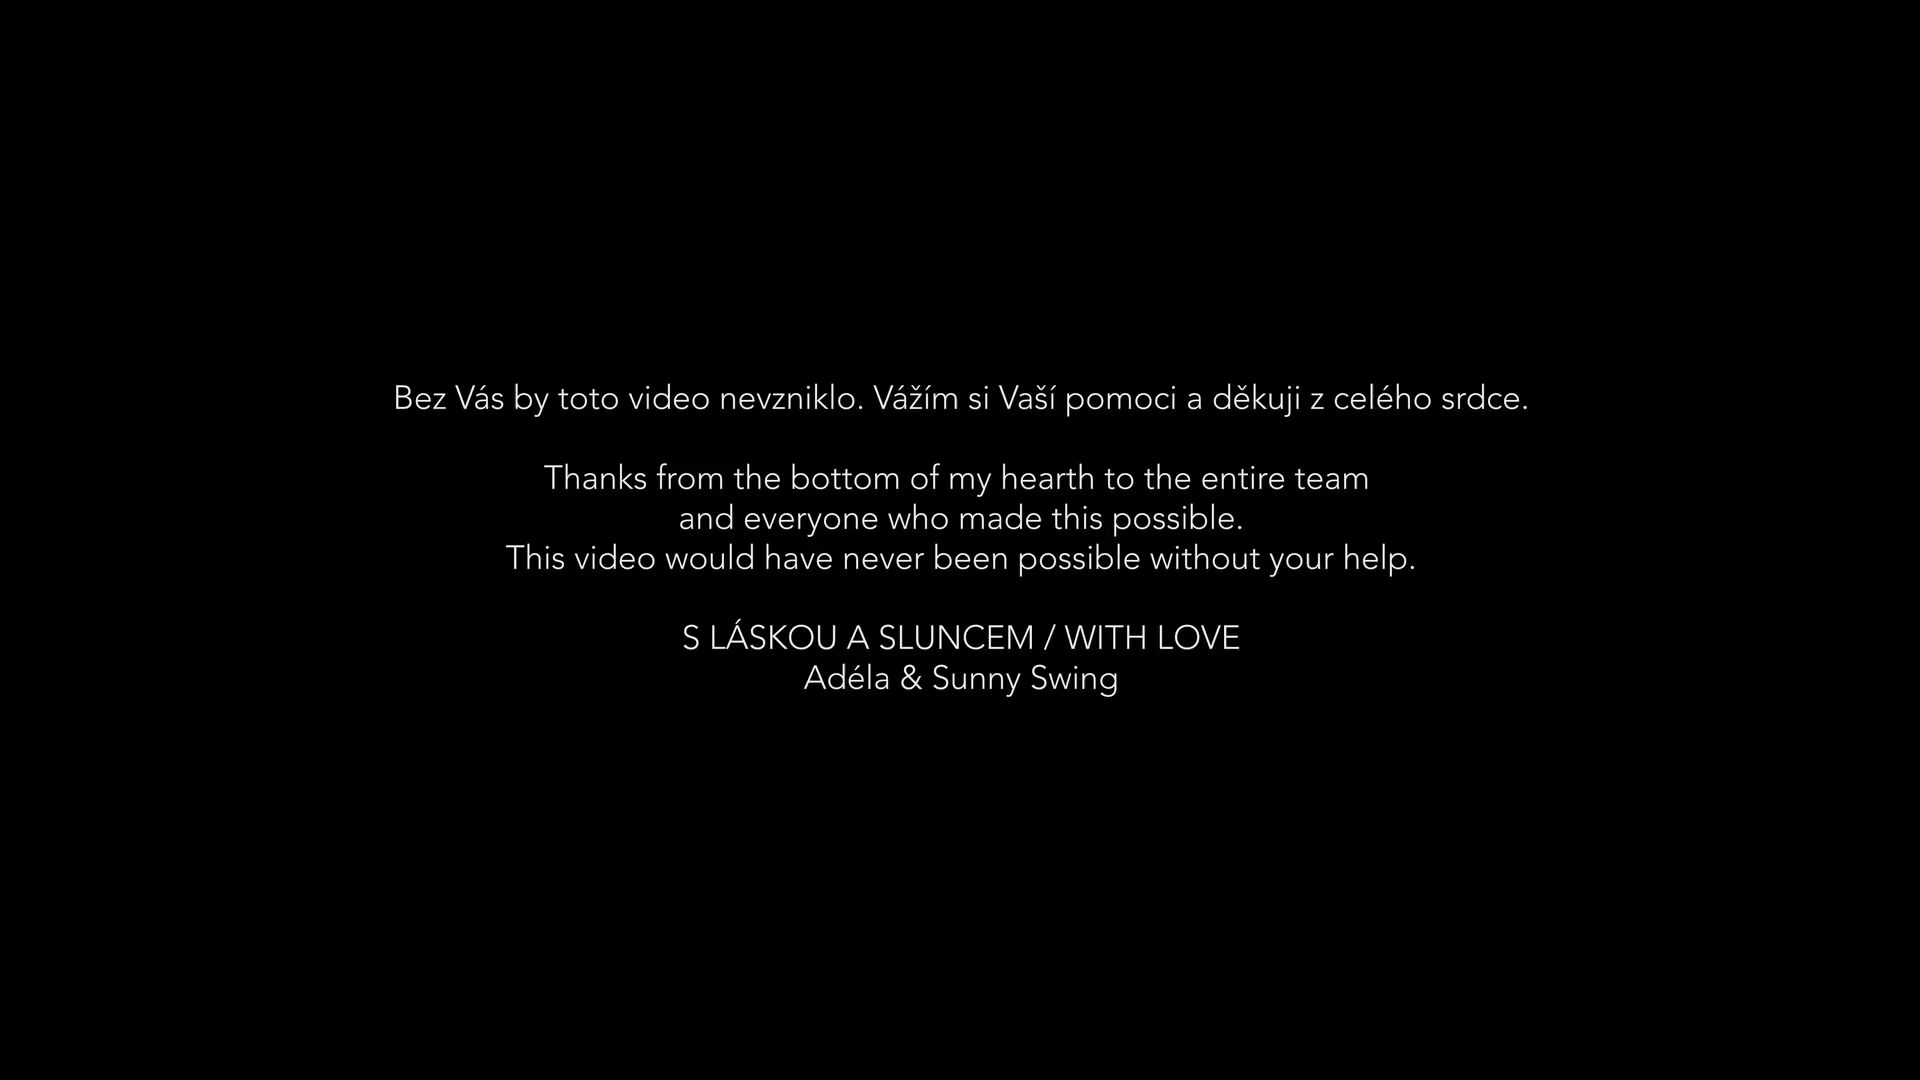 Bez Vás by toto video nevzniklo. Vážím si Vaší pomoci a děkuji z celého srdce.
Thanks from the bottom of my hearth to the entire team
and everyone who made this possible.
This video would have never been possible without your help.
S LÁSKOU A SLUNCEM / WITH LOVE
Adéla & Sunny Swing